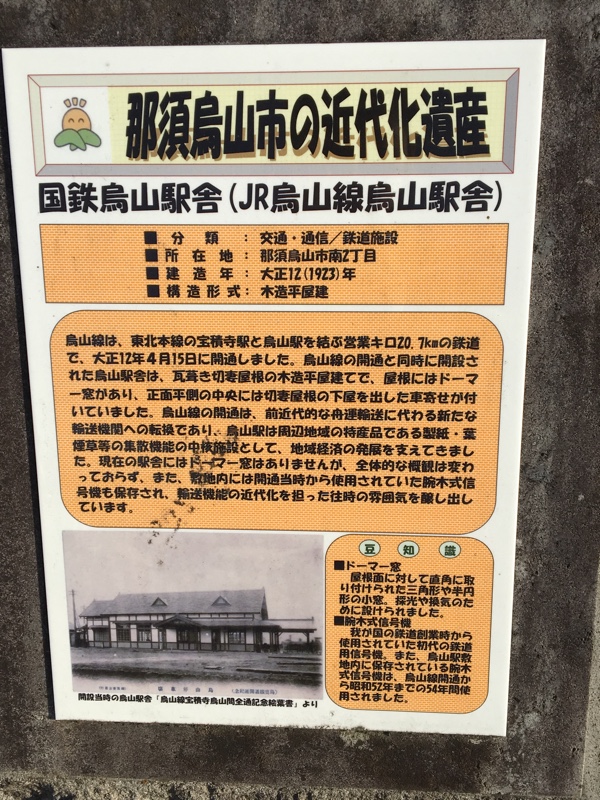 那須烏山市の近代化遺産
国鉄烏山駅舎(JR烏山線烏山駅舎)
■分類：交通・通信／鉄道施設
■所在地：那須烏山市南2丁目
■建造年：大正12(1923)年
■構造形式：木造平屋建
烏山線は、東北本線の宝積寺駅と烏山駅を結ぶ営業キロ20.7kmの鉄道
で、大正12年4月15日に開通しました。烏山線の開通と同時に開設さ
れた烏山駅舎は、瓦葺き切妻屋根の木造平屋建てで、屋根にはドーマ
ー窓があり、正面平側の中央には切妻屋根の下屋を出した車寄せが付
いていました。烏山線の開通は、前近代的な舟運輸送に代わる新たな
輸送機関への転換であり、烏山駅は周辺地域の特産品である製紙・葉
煙草等の集散機能の中核施設として、地域経済の発展を支えてきまし
た。現在の駅舎にはドーマー窓はありませんが、全体的な概観は変わ
っておらず、また、敷地内には開通当時から使用されていた腕木式信
号機も保存され、輸送機能の近代化を担った往時の雰囲気を醸し出し
ています。
開設当時の烏山駅舎「烏山線宝積寺烏山間全通記念絵葉書」より
豆知識
■ドーマー窓
屋根面に対して直角に取
り付けられた三角形や半円
形の小窓。採光や換気のた
めに設けられました。
■腕木式信号機
我が国の鉄道創業時から
使用されていた初代の鉄道
用信号機。また、烏山駅敷
地内に保存されている腕木
式信号機は、烏山線開通か
ら昭和52年までの54年間使
用されました。